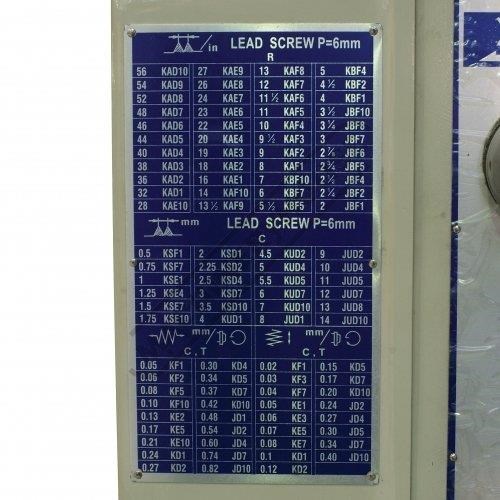 /in LEAD SCREW P=6mm
R
56 KAD10 27 KAE9 13 KAF8 5 KBF4
54 KAD9 26 KAE8 12 KAF7 4 ½ KBF2
52 KAD8 24 KAE7 11 ½ KAF6 4 KBF1
48 KAD7 23 KAE6 11 KAF5 3 ½ JBF10
46 KAD6 22 KAE5 10 KAF4 3 ¼ JBF8
44 KAD5 20 KAE4 9 ½ KAF3 3 JBF7
40 KAD4 19 KAE3 9 KAF2 2 ⅞ JBF6
38 KAD3 18 KAE2 8 KAF1 2 ¾ JBF5
36 KAD2 16 KAE1 7 KBF10 2 ½ JBF4
32 KAD1 14 KAF10 6 KBF7 2 ¼ JBF2
28 KAE10 13 ½ KAF9 5 ½ KBF5 2 JBF1
mm LEAD SCREW P=6mm
C
0.5 KSF1 2 KSD1 4.5 KUD2 9 JUD2
0.75 KSF7 2.25 KSD2 5 KUD4 10 JUD4
1 KSE1 2.5 KSD4 5.5 KUD5 11 JUD5
1.25 KSE4 3 KSD7 6 KUD7 12 JUD7
1.5 KSE7 3.5 KSD10 7 KUD10 13 JUD8
1.75 KSE10 4 KUD1 8 JUD1 14 JUD10
mm/ mm/
C,T C,T
0.05 KF1 0.30 KD4 0.02 KF1 0.15 KD5
0.06 KF2 0.34 KD5 0.03 KF4 0.17 KD7
0.08 KF5 0.37 KD7 0.04 KF7 0.20 KD10
0.10 KF10 0.42 KD10 0.05 KE1 0.24 JD2
0.13 KE2 0.48 JD1 0.06 KE3 0.27 JD4
0.17 KE5 0.54 JD2 0.07 KE5 0.30 JD5
0.21 KE10 0.60 JD4 0.08 KE7 0.34 JD7
0.24 KD1 0.74 JD7 0.1 KD1 0.40 JD10
0.27 KD2 0.82 JD10 0.12 KD2